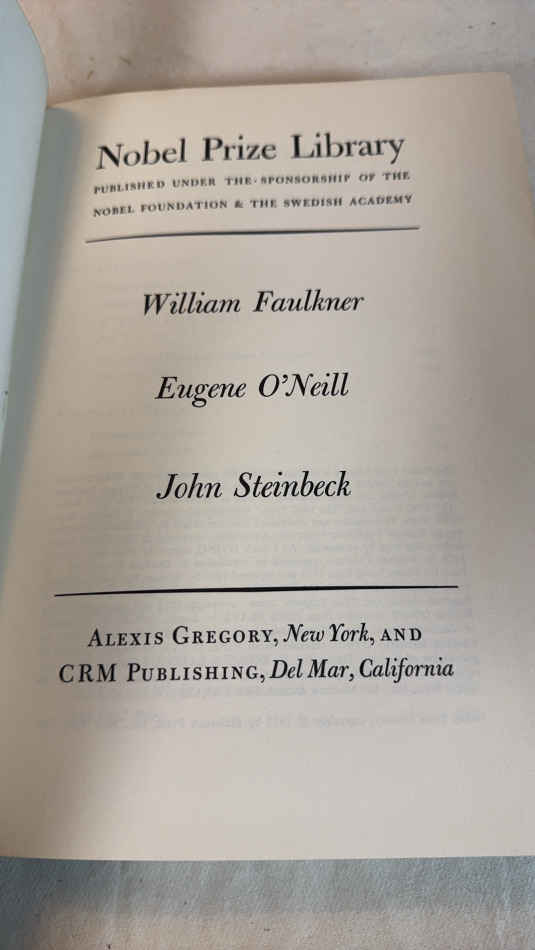 Nobel Prize Library
PUBLISHED UNDER THE SPONSORSHIP OF THE
NOBEL FOUNDATION & THE SWEDISH ACADEMY
William Faulkner
Eugene O'Neill
John Steinbeck
ALEXIS GREGORY, New York, AND
CRM PUBLISHING, Del Mar, California